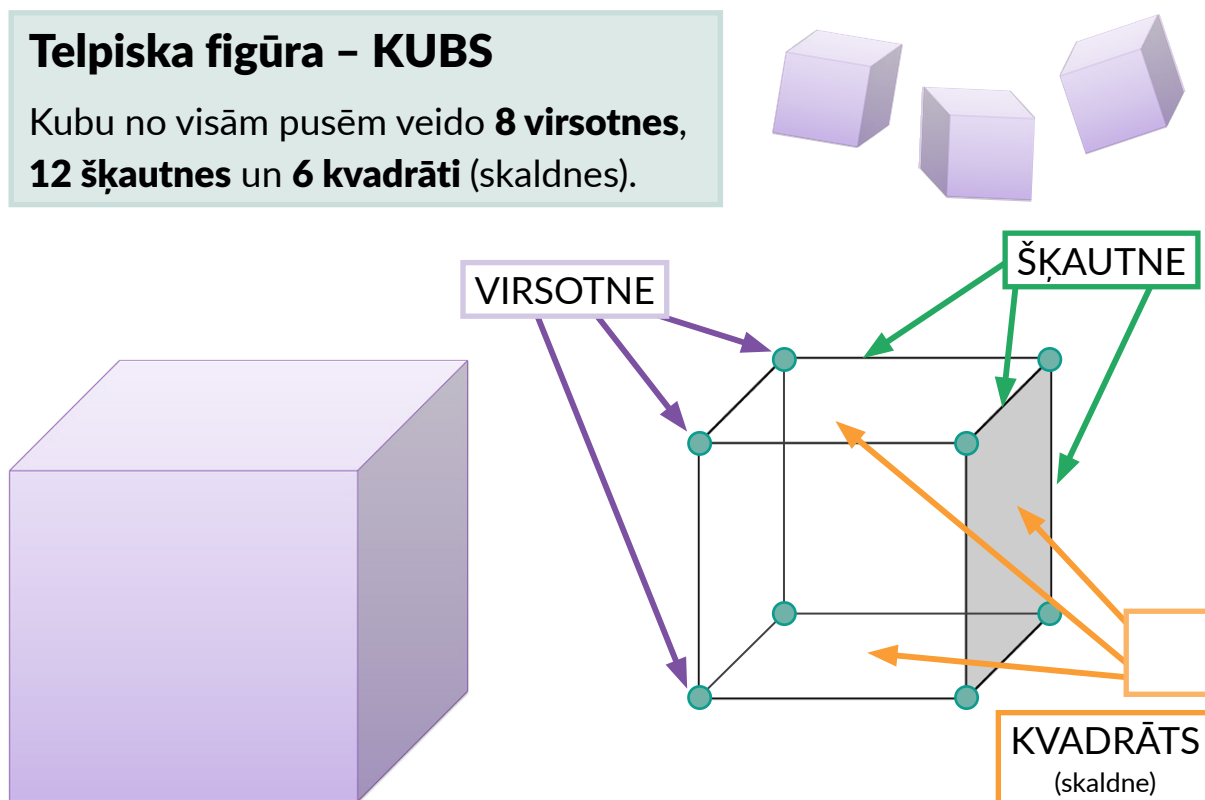 Telpiska figūra – KUBS
Kubu no visām pusēm veido 8 virsotnes,
12 šķautnes un 6 kvadrāti (skaldnes).
VIRSOTNE
ŠĶAUTNE
KVADRĀTS
(skaldne)